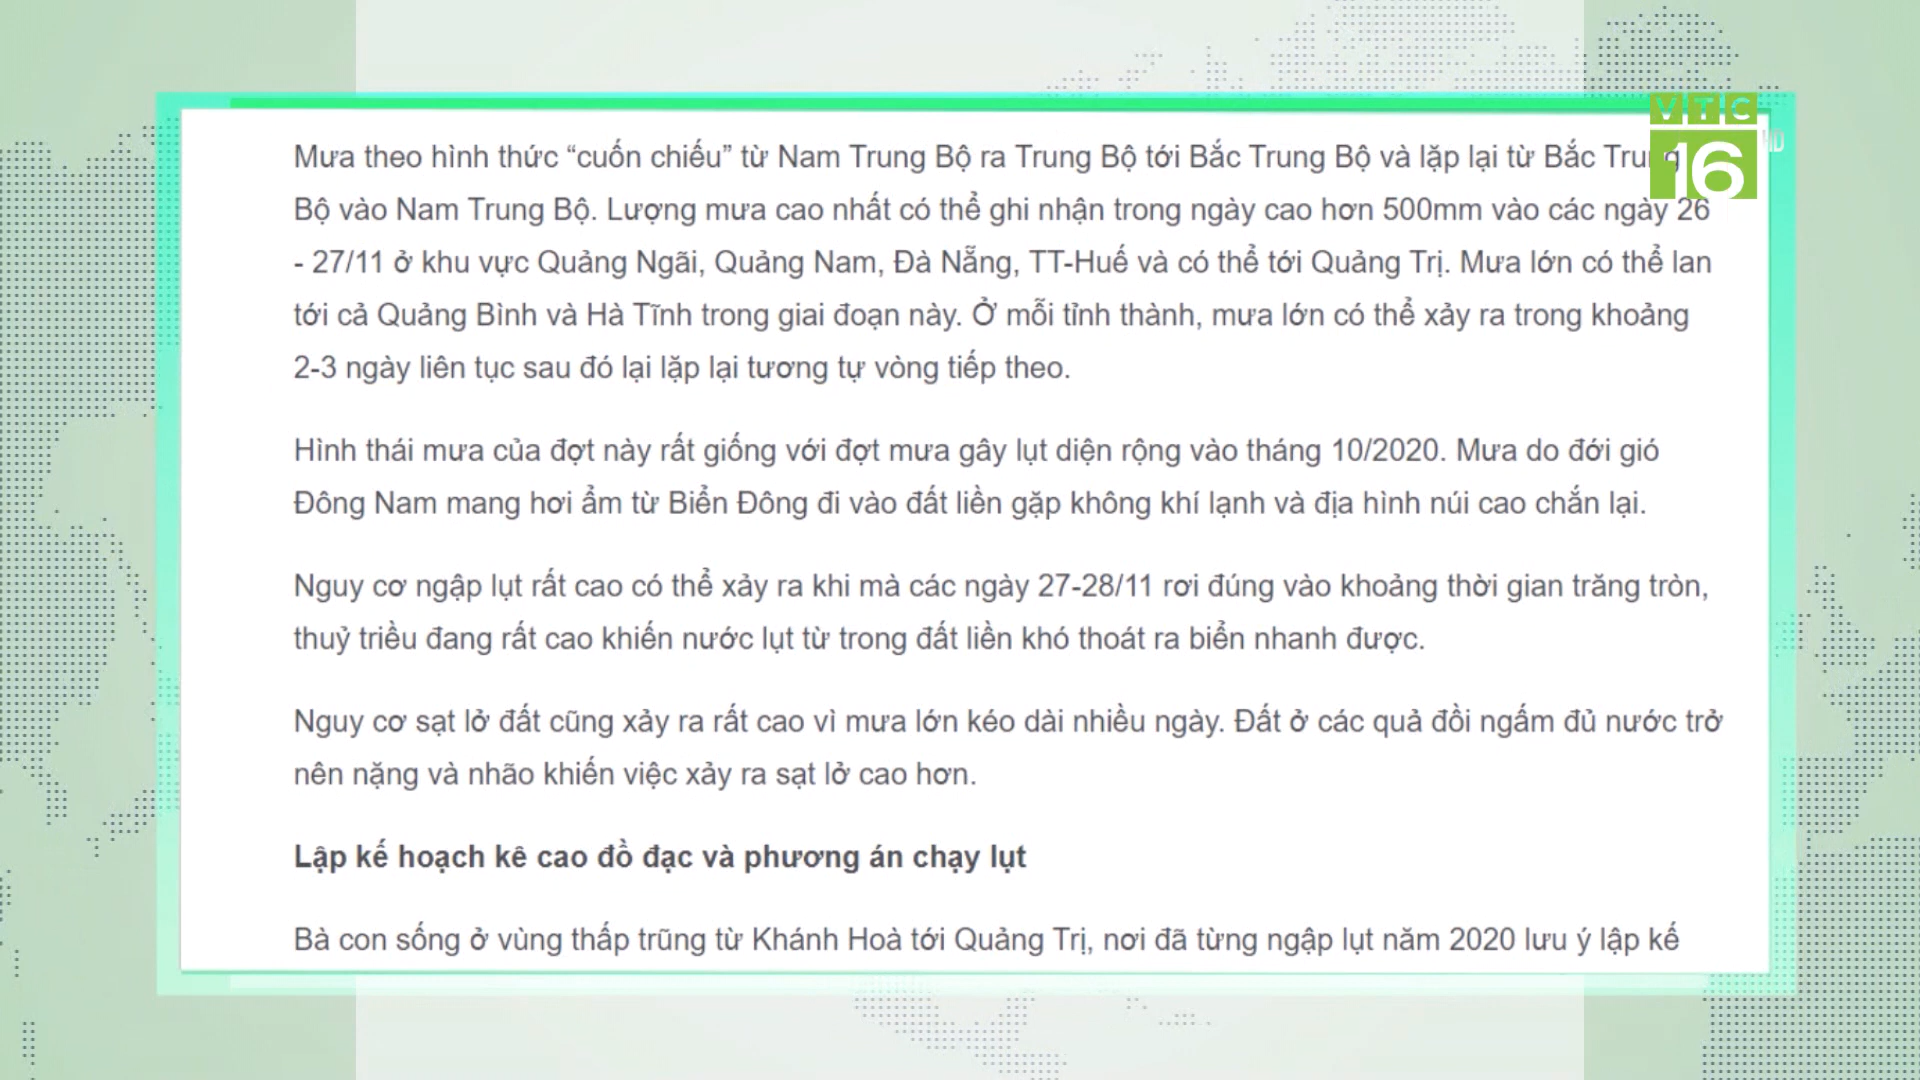 VTC
16
HD
Mưa theo hình thức “cuốn chiếu” từ Nam Trung Bộ ra Trung Bộ tới Bắc Trung Bộ và lặp lại từ Bắc Trung
Bộ vào Nam Trung Bộ. Lượng mưa cao nhất có thể ghi nhận trong ngày cao hơn 500mm vào các ngày 26
- 27/11 ở khu vực Quảng Ngãi, Quảng Nam, Đà Nẵng, TT-Huế và có thể tới Quảng Trị. Mưa lớn có thể lan
tới cả Quảng Bình và Hà Tĩnh trong giai đoạn này. Ở mỗi tỉnh thành, mưa lớn có thể xảy ra trong khoảng
2-3 ngày liên tục sau đó lại lặp lại tương tự vòng tiếp theo.
Hình thái mưa của đợt này rất giống với đợt mưa gây lụt diện rộng vào tháng 10/2020. Mưa do đới gió
Đông Nam mang hơi ẩm từ Biển Đông đi vào đất liền gặp không khí lạnh và địa hình núi cao chắn lại.
Nguy cơ ngập lụt rất cao có thể xảy ra khi mà các ngày 27-28/11 rơi đúng vào khoảng thời gian trăng tròn,
thuỷ triều đang rất cao khiến nước lụt từ trong đất liền khó thoát ra biển nhanh được.
Nguy cơ sạt lở đất cũng xảy ra rất cao vì mưa lớn kéo dài nhiều ngày. Đất ở các quả đồi ngấm đủ nước trở
nên nặng và nhão khiến việc xảy ra sạt lở cao hơn.
Lập kế hoạch kê cao đồ đạc và phương án chạy lụt
Bà con sống ở vùng thấp trũng từ Khánh Hoà tới Quảng Trị, nơi đã từng ngập lụt năm 2020 lưu ý lập kế